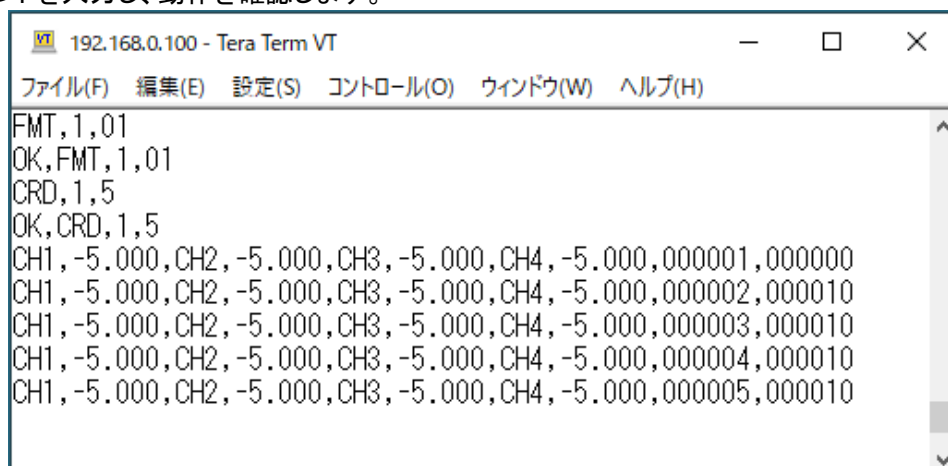 を入力し、動作を確認します。
192.168.0.100 - Tera Term VT
ファイル(F) 編集(E) 設定(S) コントロール(O) ウィンドウ(W) ヘルプ(H)
FMT,1,01
OK,FMT,1,01
CRD,1,5
OK,CRD,1,5
CH1,-5.000,CH2,-5.000,CH3,-5.000,CH4,-5.000,000001,000000
CH1,-5.000,CH2,-5.000,CH3,-5.000,CH4,-5.000,000002,000010
CH1,-5.000,CH2,-5.000,CH3,-5.000,CH4,-5.000,000003,000010
CH1,-5.000,CH2,-5.000,CH3,-5.000,CH4,-5.000,000004,000010
CH1,-5.000,CH2,-5.000,CH3,-5.000,CH4,-5.000,000005,000010